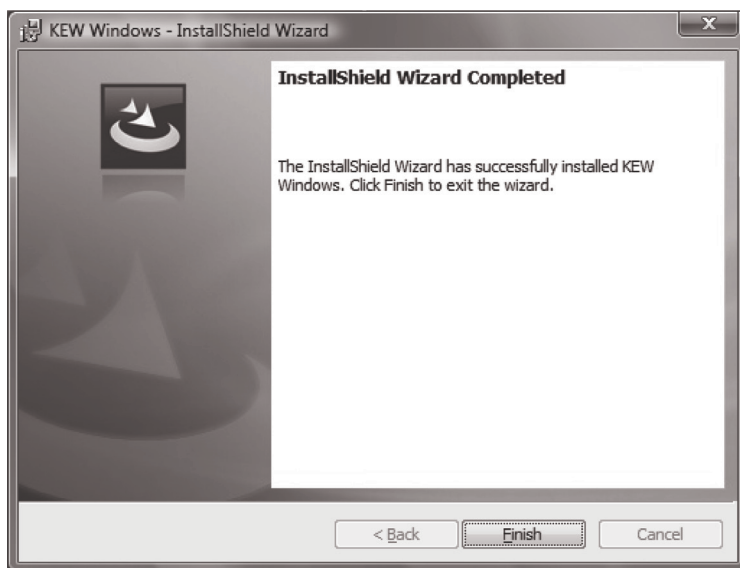 KEW Windows - InstallShield Wizard
X
InstallShield Wizard Completed
The InstallShield Wizard has successfully installed KEW
Windows. Click Finish to exit the wizard.
< Back
Finish
Cancel